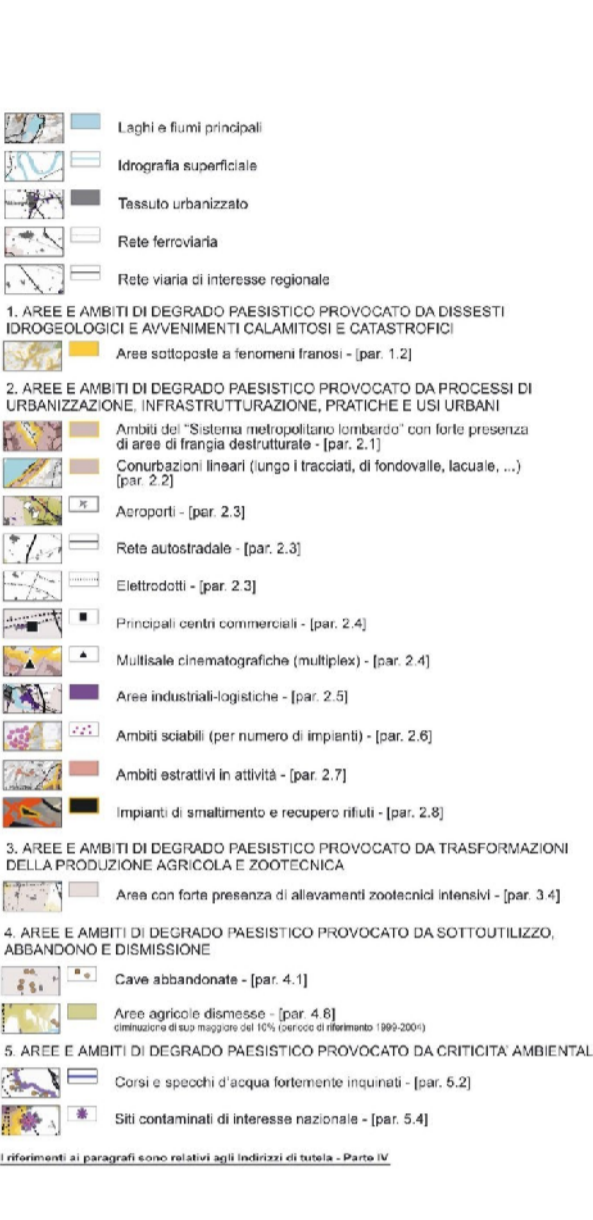 Laghi e fiumi principali
Idrografia superficiale
Tessuto urbanizzato
Rete ferroviaria
Rete viaria di interesse regionale
1. AREE E AMBITI DI DEGRADO PAESISTICO PROVOCATO DA DISSESTI
IDROGEOLOGICI E AVVENIMENTI CALAMITOSI E CATASTROFICI
Aree sottoposte a fenomeni franosi - [par. 1.2]
2. AREE E AMBITI DI DEGRADO PAESISTICO PROVOCATO DA PROCESSI DI
URBANIZZAZIONE, INFRASTRUTTURAZIONE, PRATICHE E USI URBANI
Ambiti del "Sistema metropolitano lombardo" con forte presenza
di aree di frangia destrutturate - [par. 2.1]
Conurbazioni lineari (lungo i tracciati, di fondovalle, lacuale, ...)
[par. 2.2]
Aeroporti - [par. 2.3]
Rete autostradale - [par. 2.3]
Elettrodotti - [par. 2.3]
Principali centri commerciali - [par. 2.4]
Multisale cinematografiche (multiplex) - [par. 2.4]
Aree industriali-logistiche - [par. 2.5]
Ambiti sciabili (per numero di impianti) - [par. 2.6]
Ambiti estrattivi in attività - [par. 2.7]
Impianti di smaltimento e recupero rifiuti - [par. 2.8]
3. AREE E AMBITI DI DEGRADO PAESISTICO PROVOCATO DA TRASFORMAZIONI
DELLA PRODUZIONE AGRICOLA E ZOOTECNICA
Aree con forte presenza di allevamenti zootecnici intensivi - [par. 3.4]
4. AREE E AMBITI DI DEGRADO PAESISTICO PROVOCATO DA SOTTOUTILIZZO,
ABBANDONO E DISMISSIONE
Cave abbandonate - [par. 4.1]
Aree agricole dismesse - [par. 4.8]
diminuzione di sup maggiore del 10% (periodo di riferimento 1999-2004)
5. AREE E AMBITI DI DEGRADO PAESISTICO PROVOCATO DA CRITICITA' AMBIENTAL
Corsi e specchi d'acqua fortemente inquinati - [par. 5.2]
Siti contaminati di interesse nazionale - [par. 5.4]
I riferimenti ai paragrafi sono relativi agli Indirizzi di tutela - Parte IV